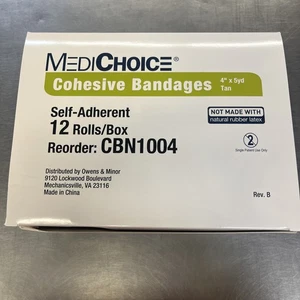 MEDICHOICE®
Cohesive Bandages
4" x 5yd
Tan
Self-Adherent
12 Rolls/Box
Reorder: CBN1004
NOT MADE WITH
natural rubber latex
2
Single Patient Use Only
Distributed by Owens & Minor
9120 Lockwood Boulevard
Mechanicsville, VA 23116
Made in China
Rev. B